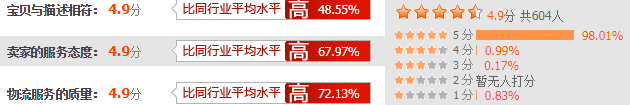 宝贝与描述相符: 4.9分 比同行业平均水平 高 48.55%
卖家的服务态度: 4.9分 比同行业平均水平 高 67.97%
物流服务的质量: 4.9分 比同行业平均水平 高 72.13%
4.9分 共604人
5分 98.01%
4分 0.99%
3分 0.17%
2分 暂无人打分
1分 0.83%